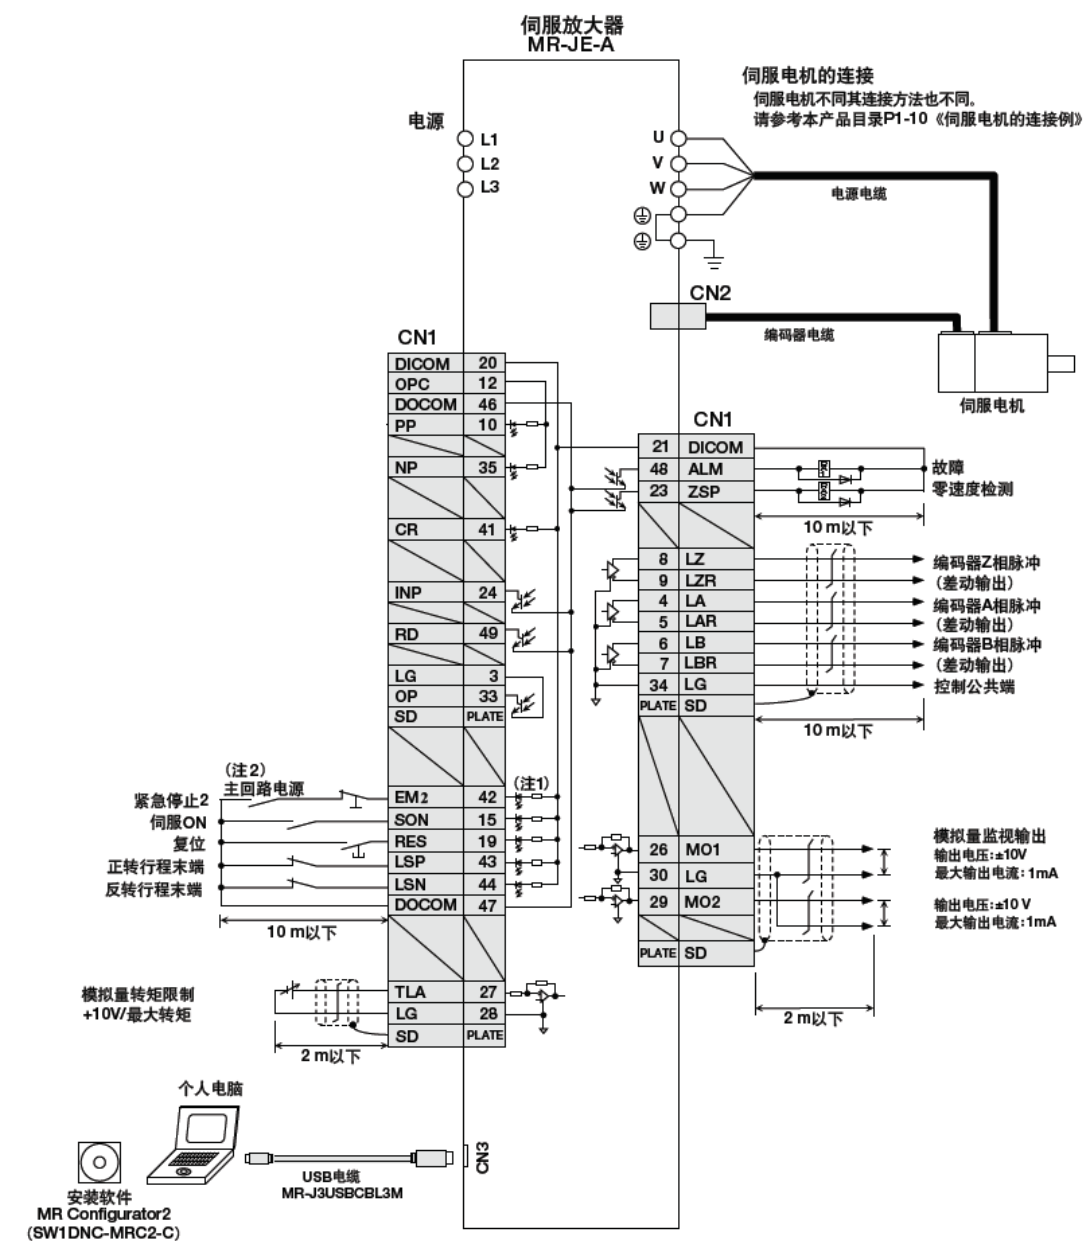 伺服放大器
MR-JE-A
伺服电机的连接
伺服电机不同其连接方法也不同。
请参考本产品目录P1-10《伺服电机的连接例》
电源
L1
L2
L3
U
V
W
电源电缆
CN2
编码器电缆
伺服电机
CN1
DICOM 20
OPC 12
DOCOM 46
PP 10
NP 35
CR 41
INP 24
RD 49
LG 3
OP 33
SD PLATE
(注1)
(注2)
主回路电源
紧急停止2 EM2 42
伺服ON SON 15
复位 RES 19
正转行程末端 LSP 43
反转行程末端 LSN 44
DOCOM 47
10 m以下
模拟量转矩限制
+10V/最大转矩
TLA 27
LG 28
SD PLATE
2 m以下
CN1
21 DICOM
48 ALM 故障
23 ZSP 零速度检测
10 m以下
8 LZ 编码器Z相脉冲
9 LZR (差动输出)
4 LA 编码器A相脉冲
5 LAR (差动输出)
6 LB 编码器B相脉冲
7 LBR (差动输出)
34 LG 控制公共端
PLATE SD
10 m以下
模拟量监视输出
26 MO1 输出电压:±10V
30 LG 最大输出电流:1mA
29 MO2 输出电压:±10 V
最大输出电流:1mA
PLATE SD
2 m以下
个人电脑
CN3
USB电缆
MR-J3USBCBL3M
安装软件
MR Configurator2
(SW1DNC-MRC2-C)